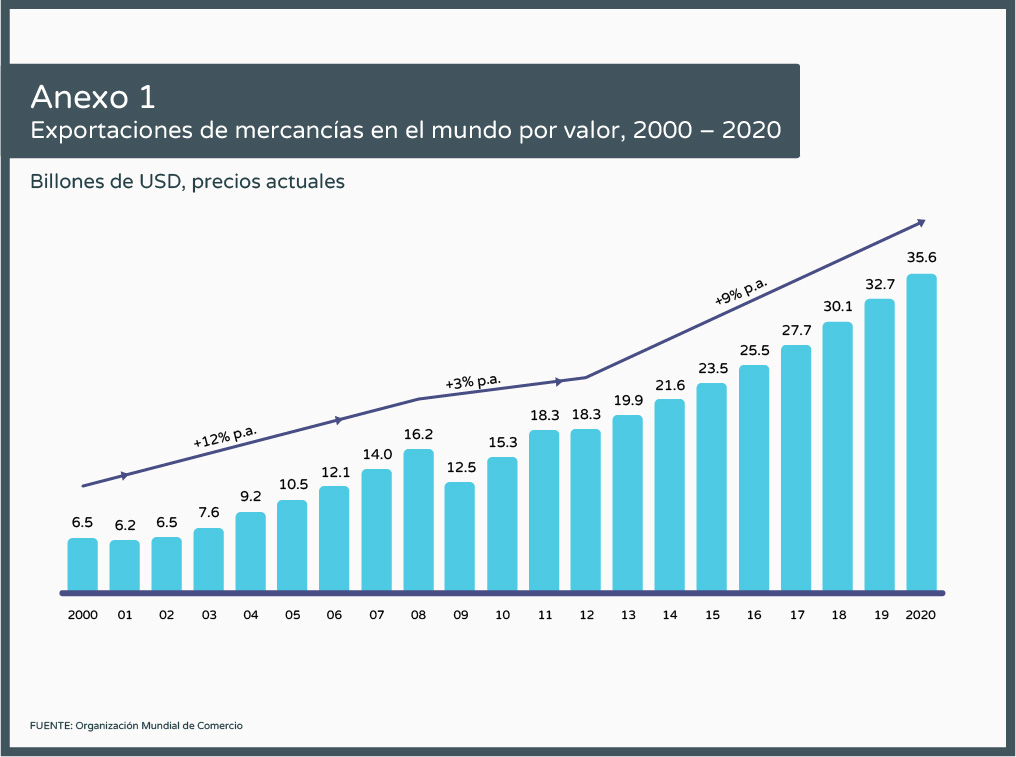 Anexo 1
Exportaciones de mercancías en el mundo por valor, 2000 – 2020
Billones de USD, precios actuales
+12% p.a.
+3% p.a.
+9% p.a.
6.5 6.2 6.5 7.6 9.2 10.5 12.1 14.0 16.2 12.5 15.3 18.3 18.3 19.9 21.6 23.5 25.5 27.7 30.1 32.7 35.6
2000 01 02 03 04 05 06 07 08 09 10 11 12 13 14 15 16 17 18 19 2020
FUENTE: Organización Mundial de Comercio